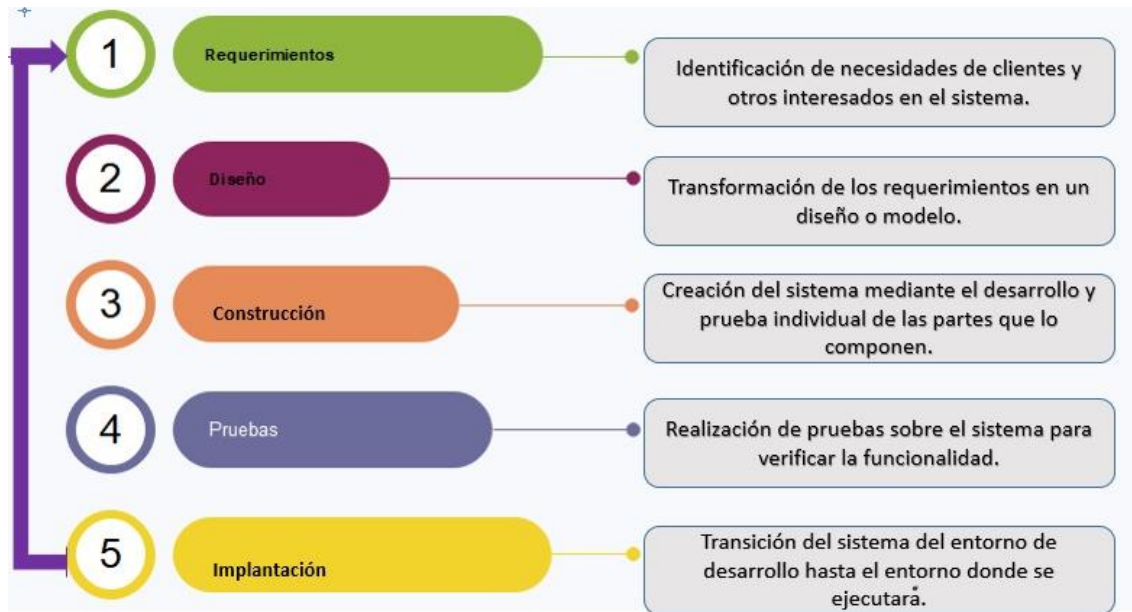 1
Requerimientos
Identificación de necesidades de clientes y
otros interesados en el sistema.
2
Diseño
Transformación de los requerimientos en un
diseño o modelo.
3
Construcción
Creación del sistema mediante el desarrollo y
prueba individual de las partes que lo
componen.
4
Pruebas
Realización de pruebas sobre el sistema para
verificar la funcionalidad.
5
Implantación
Transición del sistema del entorno de
desarrollo hasta el entorno donde se
ejecutará.